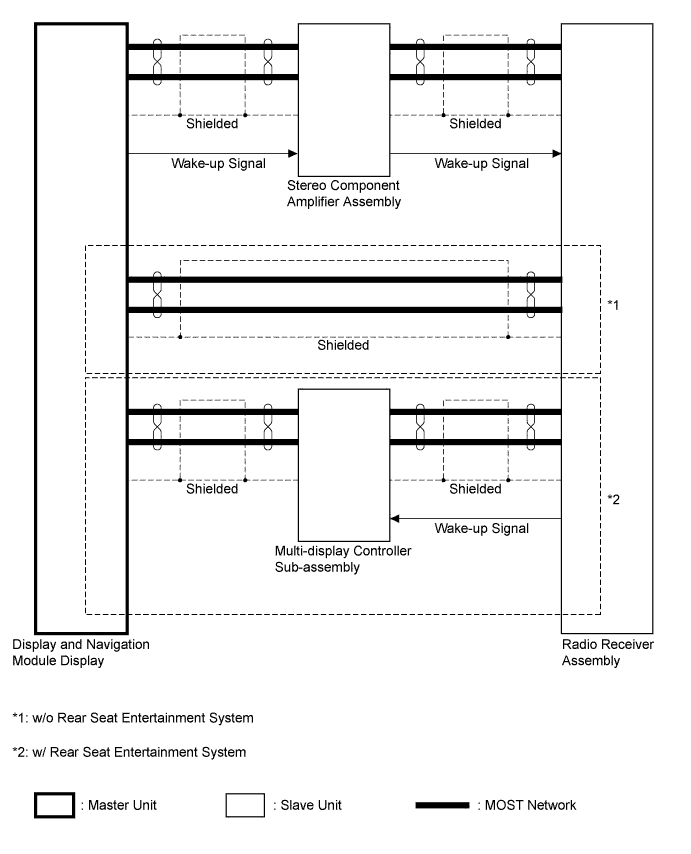 Shielded
Shielded
Wake-up Signal
Wake-up Signal
Stereo Component
Amplifier Assembly
*1
Shielded
Shielded
Shielded
*2
Wake-up Signal
Multi-display Controller
Sub-assembly
Display and Navigation
Module Display
Radio Receiver
Assembly
*1: w/o Rear Seat Entertainment System
*2: w/ Rear Seat Entertainment System
: Master Unit
: Slave Unit
: MOST Network